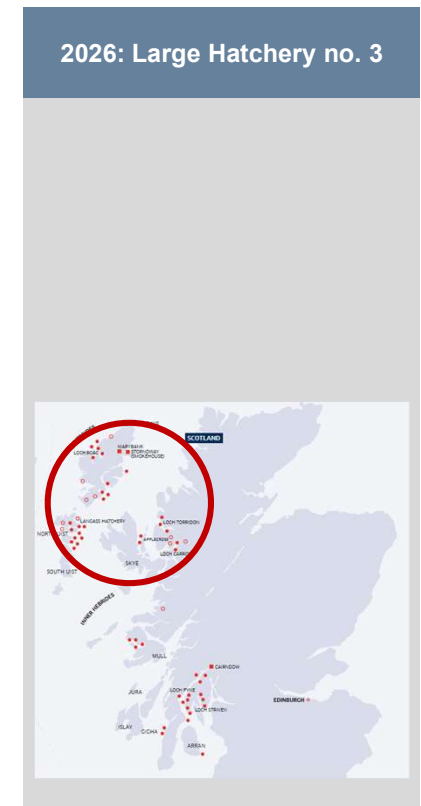 2026: Large Hatchery no. 3
SCOTLAND
MARYBANK
STORNOWAY
(SMOKEHOUSE)
LOCH ROAG
LANGASS HATCHERY
LOCH TORRIDON
NORTH UIST
APPLECROSS
LOCH CARRON
SKYE
SOUTH UIST
INNER HEBRIDES
MULL
CAIRNDOW
JURA
LOCH FYNE
EDINBURGH
LOCH STRIVEN
ISLAY
GIGHA
ARRAN